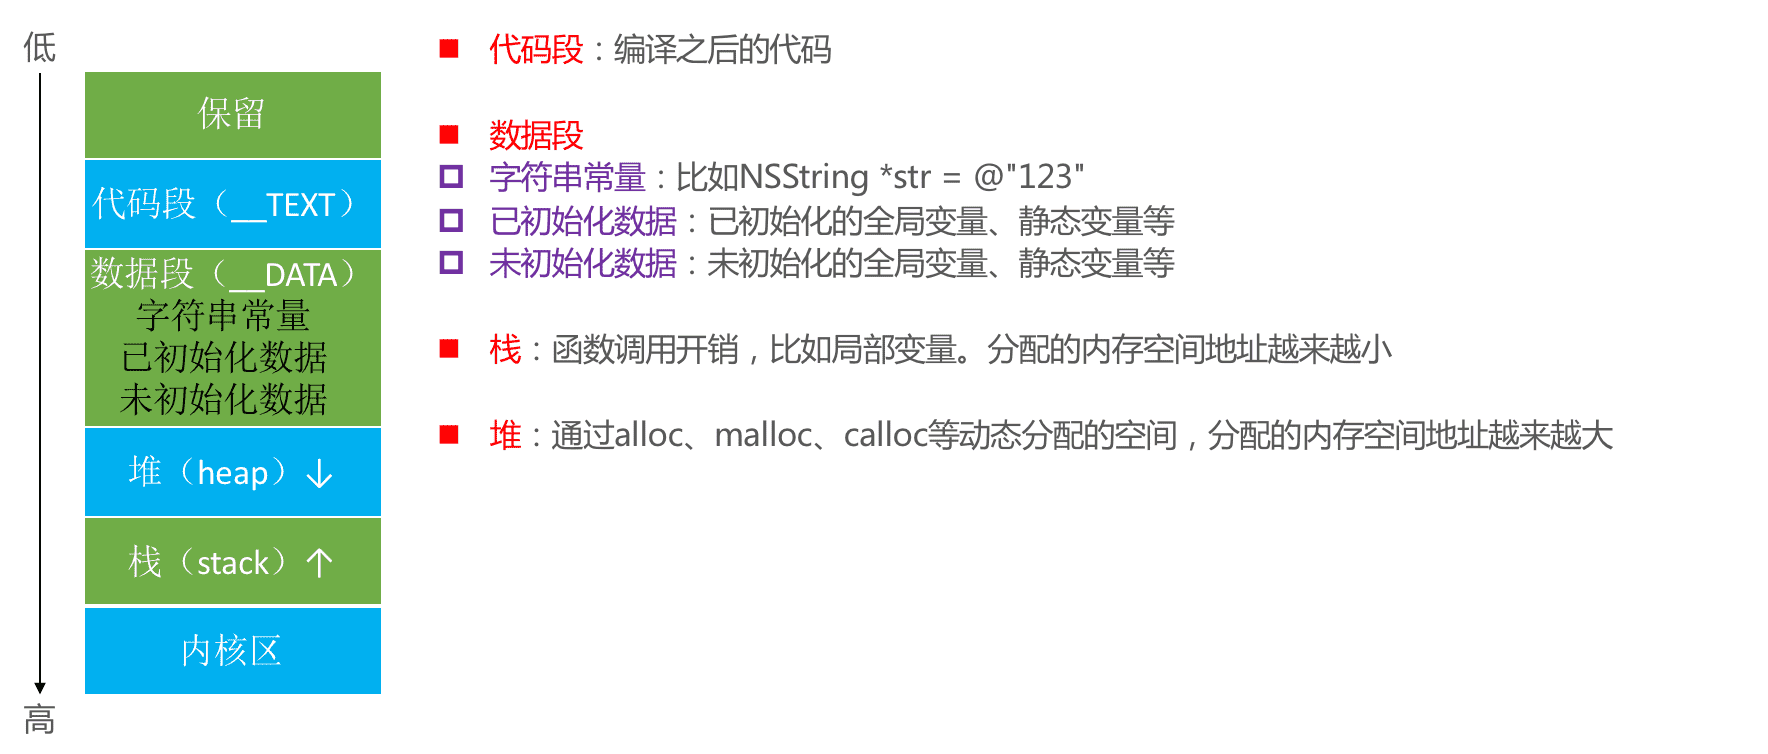 低
保留
代码段（__TEXT）
数据段（__DATA）
字符串常量
已初始化数据
未初始化数据
堆（heap）↓
栈（stack）↑
内核区
高
代码段：编译之后的代码
数据段
字符串常量：比如NSString *str = @"123"
已初始化数据：已初始化的全局变量、静态变量等
未初始化数据：未初始化的全局变量、静态变量等
栈：函数调用开销，比如局部变量。分配的内存空间地址越来越小
堆：通过alloc、malloc、calloc等动态分配的空间，分配的内存空间地址越来越大